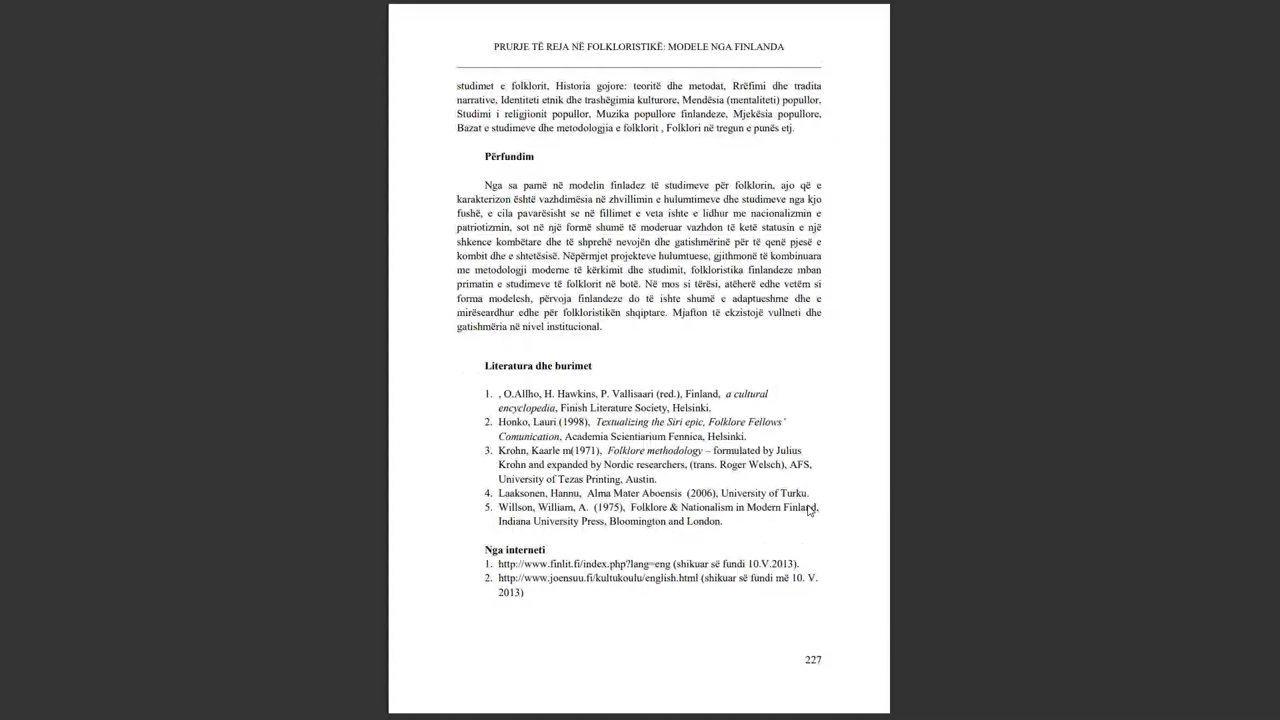 PRURJE TË REJA NË FOLKLORISTIKË: MODELE NGA FINLANDA
studimet e folklorit, Historia gojore: teoritë dhe metodat, Rrëfimi dhe tradita
narrative, Identiteti etnik dhe trashëgimia kulturore, Mendësia (mentaliteti) popullor,
Studimi i religjionit popullor, Muzika popullore finlandeze, Mjekësia popullore,
Bazat e studimeve dhe metodologjia e folklorit , Folklori në tregun e punës etj.
Përfundim
Nga sa pamë në modelin finladez të studimeve për folklorin, ajo që e
karakterizon është vazhdimësia në zhvillimin e hulumtimeve dhe studimeve nga kjo
fushë, e cila pavarësisht se në fillimet e veta ishte e lidhur me nacionalizmin e
patriotizmin, sot në një formë shumë të moderuar vazhdon të ketë statusin e një
shkence kombëtare dhe të shprehë nevojën dhe gatishmërinë për të qenë pjesë e
kombit dhe e shtetësisë. Nëpërmjet projekteve hulumtuese, gjithmonë të kombinuara
me metodologji moderne të kërkimit dhe studimit, folkloristika finlandeze mban
primatin e studimeve të folklorit në botë. Në mos si tërësi, atëherë edhe vetëm si
forma modelesh, përvoja finlandeze do të ishte shumë e adaptueshme dhe e
mirëseardhur edhe për folkloristikën shqiptare. Mjafton të ekzistojë vullneti dhe
gatishmëria në nivel institucional.
Literatura dhe burimet
1. , O.Allho, H. Hawkins, P. Vallisaari (red.), Finland, a cultural
encyclopedia, Finish Literature Society, Helsinki.
2. Honko, Lauri (1998), Textualizing the Siri epic, Folklore Fellows’
Comunication, Academia Scientiarium Fennica, Helsinki.
3. Krohn, Kaarle m(1971), Folklore methodology – formulated by Julius
Krohn and expanded by Nordic researchers, (trans. Roger Welsch), AFS,
University of Tezas Printing, Austin.
4. Laaksonen, Hannu, Alma Mater Aboensis (2006), University of Turku.
5. Willson, William, A. (1975), Folklore & Nationalism in Modern Finland,
Indiana University Press, Bloomington and London.
Nga interneti
1. http://www.finlit.fi/index.php?lang=eng (shikuar së fundi 10.V.2013).
2. http://www.joensuu.fi/kultukoulu/english.html (shikuar së fundi më 10. V.
2013)
227